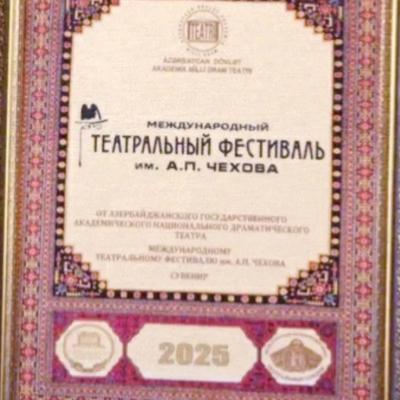 TEATR
AZƏRBAYCAN DÖVLƏT
AKADEMİK MİLLİ DRAM TEATRI
МЕЖДУНАРОДНЫЙ
ТЕАТРАЛЬНЫЙ ФЕСТИВАЛЬ
ИМ. А.П. ЧЕХОВА
ОТ АЗЕРБАЙДЖАНСКОГО ГОСУДАРСТВЕННОГО
АКАДЕМИЧЕСКОГО НАЦИОНАЛЬНОГО ДРАМАТИЧЕСКОГО
ТЕАТРА
МЕЖДУНАРОДНОМУ
ТЕАТРАЛЬНОМУ ФЕСТИВАЛЮ им. А.П. ЧЕХОВА
СУВЕНИР
2025